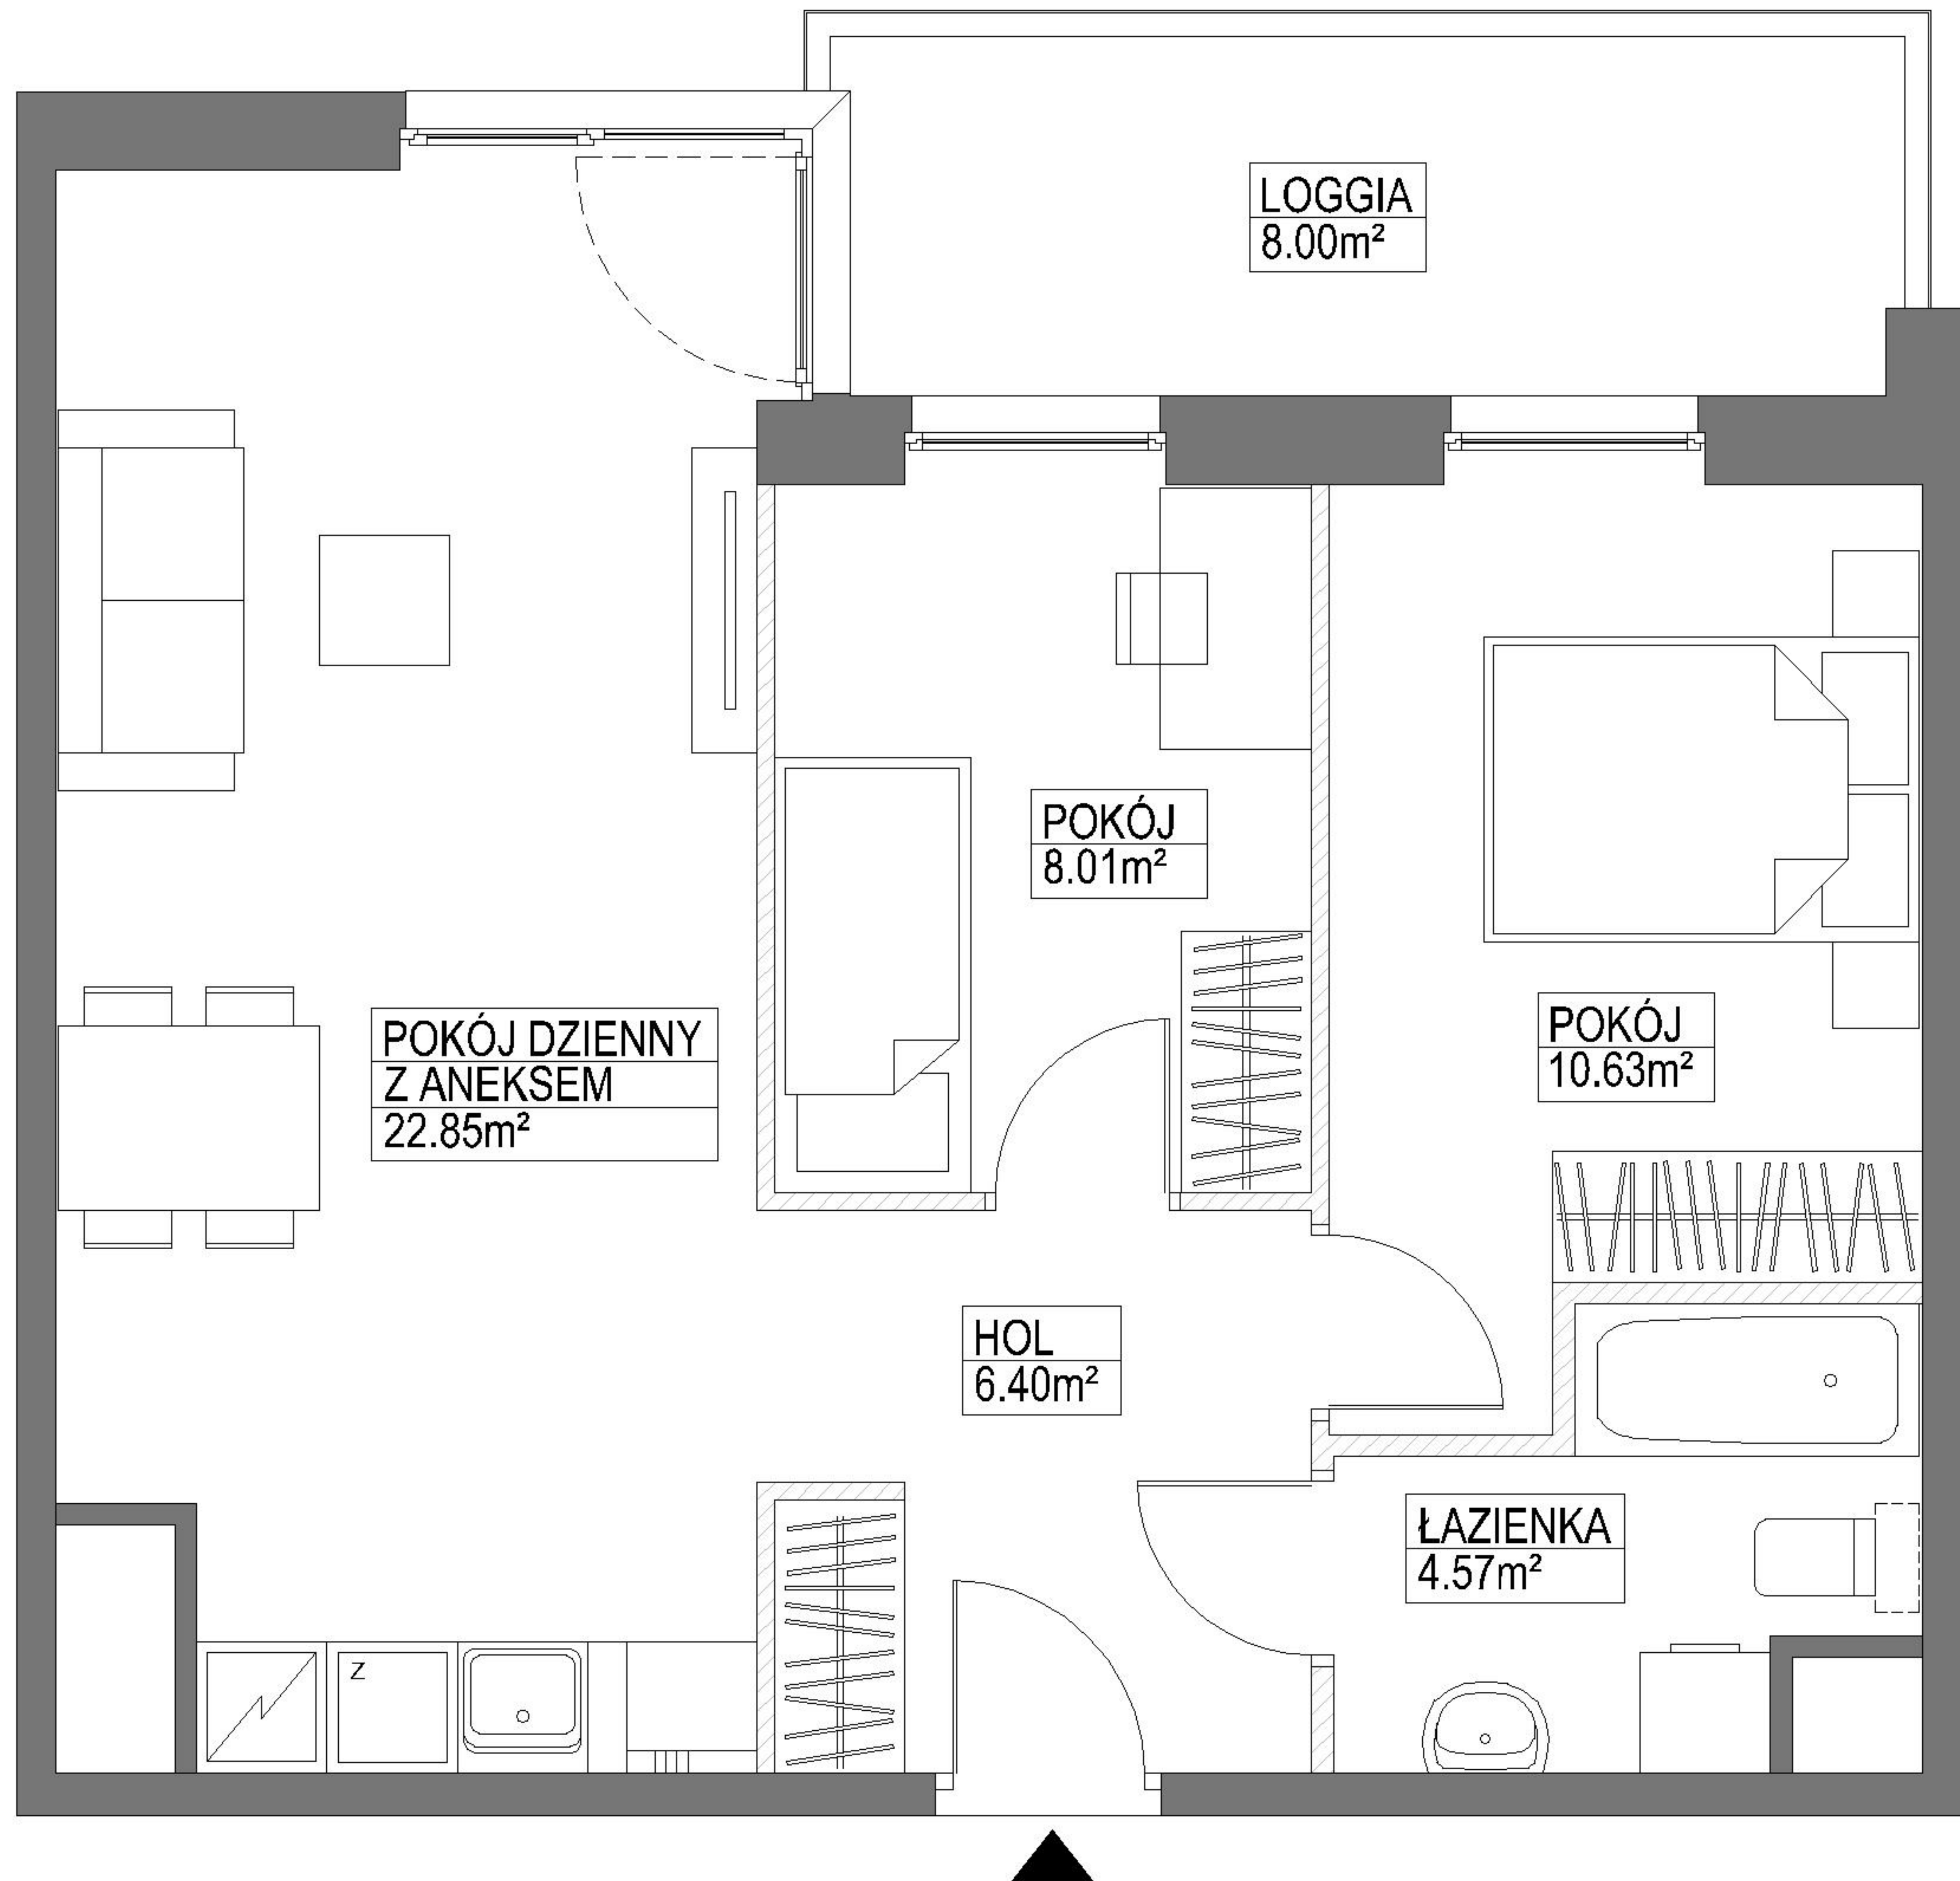 LOGGIA
8.00m²
POKÓJ
8.01m²
POKÓJ DZIENNY
Z ANEKSEM
22.85m²
POKÓJ
10.63m²
HOL
6.40m²
ŁAZIENKA
4.57m²
Z